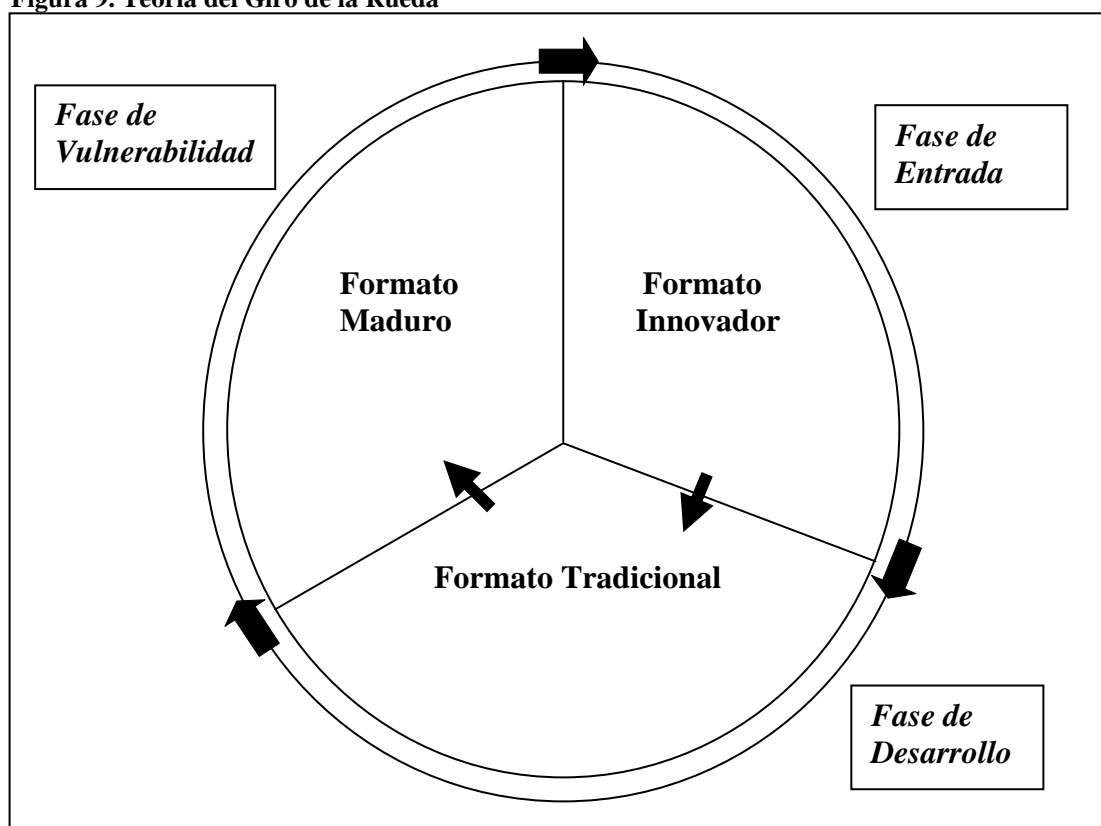 Figura 9. Teoría del Giro de la Rueda
Fase de
Vulnerabilidad
Fase de
Entrada
Formato
Maduro
Formato
Innovador
Formato Tradicional
Fase de
Desarrollo